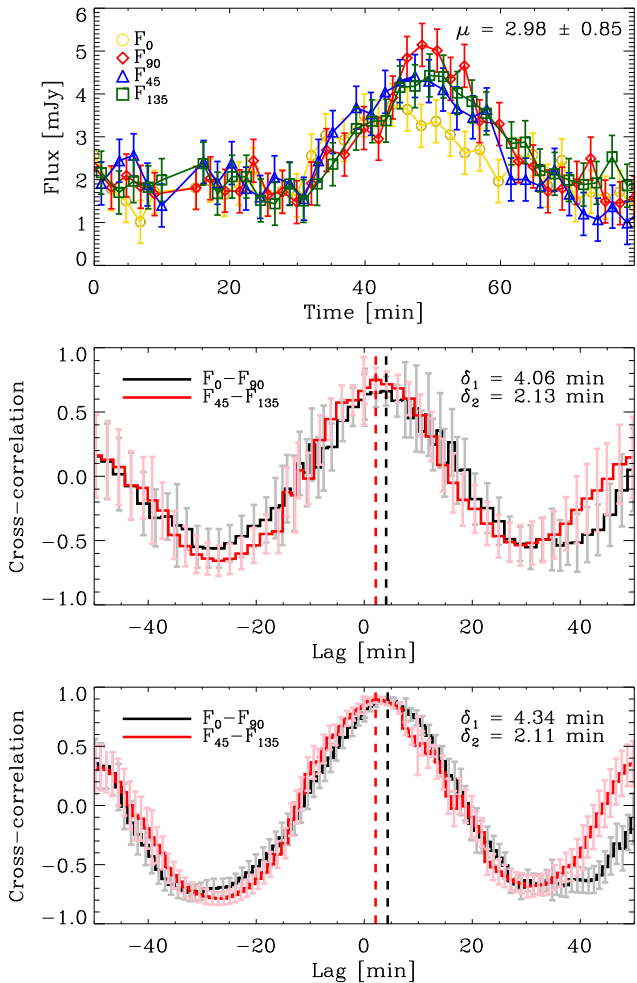 6
5
4
3
2
1
0
Flux [mJy]
F0
F90
F45
F135
μ = 2.98 ± 0.85
0 20 40 60
Time [min]
1.0
0.5
0.0
−0.5
−1.0
Cross−correlation
F0−F90
F45−F135
δ1 = 4.06 min
δ2 = 2.13 min
−40 −20 0 20 40
Lag [min]
1.0
0.5
0.0
−0.5
−1.0
Cross−correlation
F0−F90
F45−F135
δ1 = 4.34 min
δ2 = 2.11 min
−40 −20 0 20 40
Lag [min]